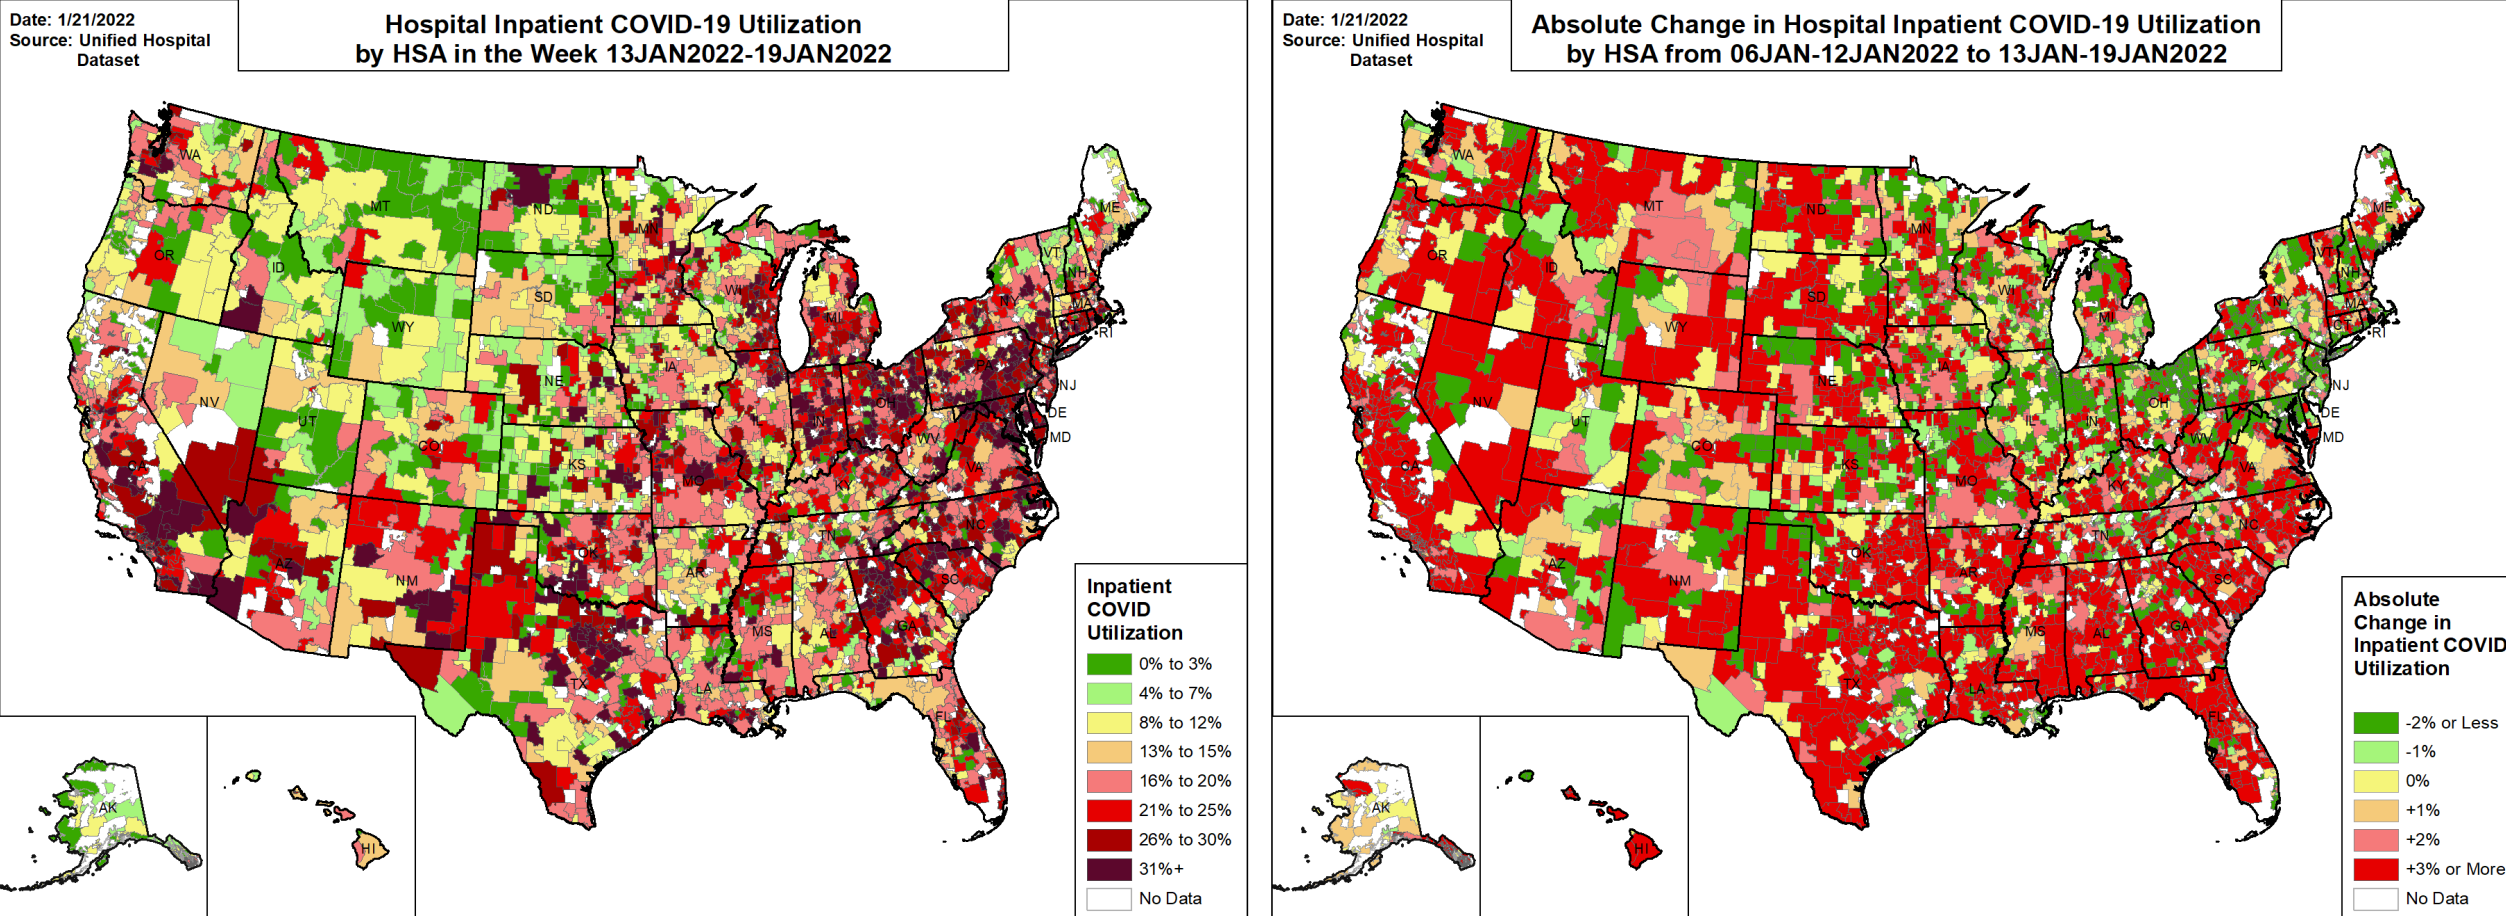 Date: 1/21/2022
Source: Unified Hospital
Dataset
Hospital Inpatient COVID-19 Utilization
by HSA in the Week 13JAN2022-19JAN2022
WA
OR
ID
MT
ND
MN
SD
WY
NV
UT
CO
CA
AZ
NM
NE
KS
OK
TX
IA
MO
AR
LA
WI
IL
MI
IN
OH
KY
TN
MS
AL
GA
FL
SC
NC
VA
WV
PA
NY
VT
NH
ME
MA
CT
RI
NJ
DE
MD
AK
HI
Inpatient
COVID
Utilization
0% to 3%
4% to 7%
8% to 12%
13% to 15%
16% to 20%
21% to 25%
26% to 30%
31%+
No Data
Date: 1/21/2022
Source: Unified Hospital
Dataset
Absolute Change in Hospital Inpatient COVID-19 Utilization
by HSA from 06JAN-12JAN2022 to 13JAN-19JAN2022
WA
OR
ID
MT
ND
MN
SD
WY
NV
UT
CO
CA
AZ
NM
NE
KS
OK
TX
IA
MO
AR
LA
WI
IL
MI
IN
OH
KY
TN
MS
AL
GA
FL
SC
NC
VA
WV
PA
NY
VT
NH
ME
MA
CT
RI
NJ
DE
MD
AK
HI
Absolute
Change in
Inpatient COVID
Utilization
-2% or Less
-1%
0%
+1%
+2%
+3% or More
No Data